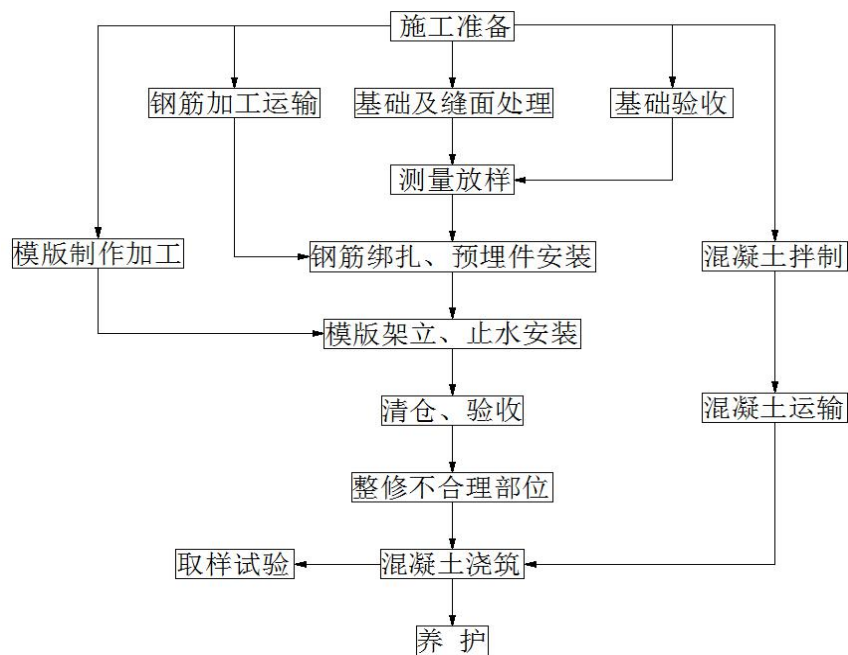 施工准备
钢筋加工运输
基础及缝面处理
基础验收
测量放样
模版制作加工
钢筋绑扎、预埋件安装
混凝土拌制
模版架立、止水安装
清仓、验收
混凝土运输
整修不合理部位
取样试验
混凝土浇筑
养 护